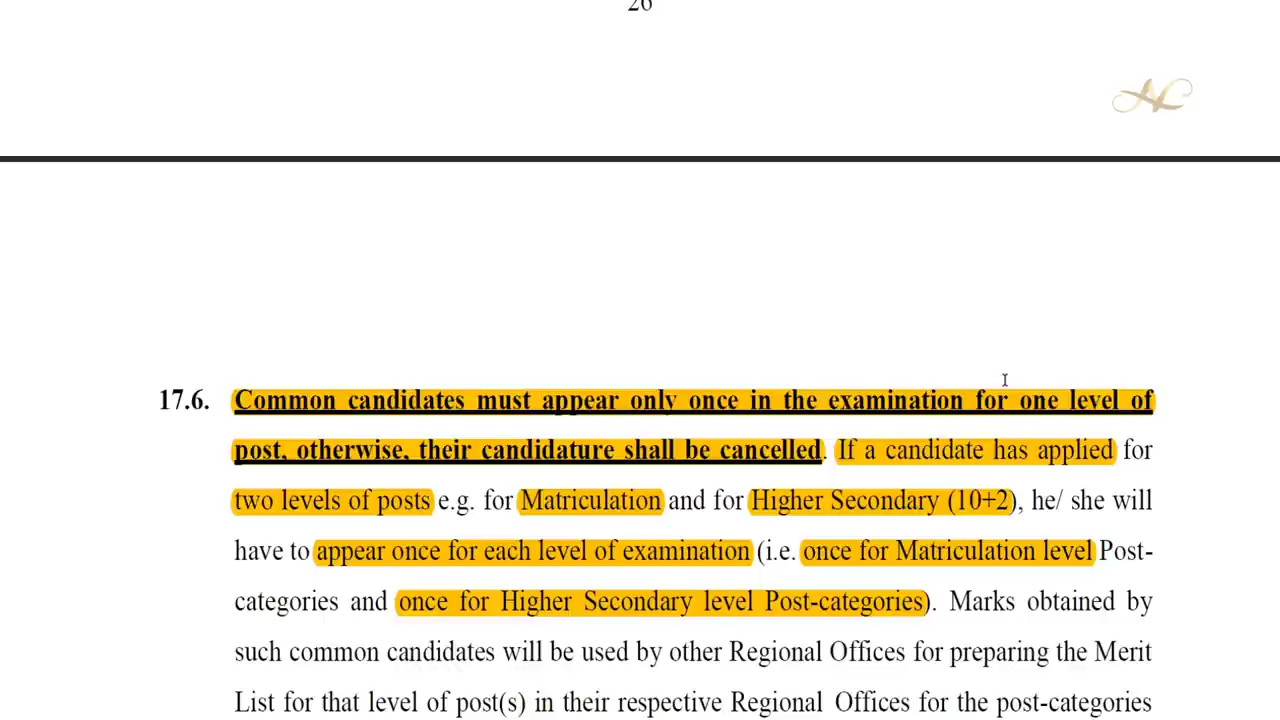 26
AC
17.6. Common candidates must appear only once in the examination for one level of
post, otherwise, their candidature shall be cancelled. If a candidate has applied for
two levels of posts e.g. for Matriculation and for Higher Secondary (10+2), he/ she will
have to appear once for each level of examination (i.e. once for Matriculation level Post-
categories and once for Higher Secondary level Post-categories). Marks obtained by
such common candidates will be used by other Regional Offices for preparing the Merit
List for that level of post(s) in their respective Regional Offices for the post-categories